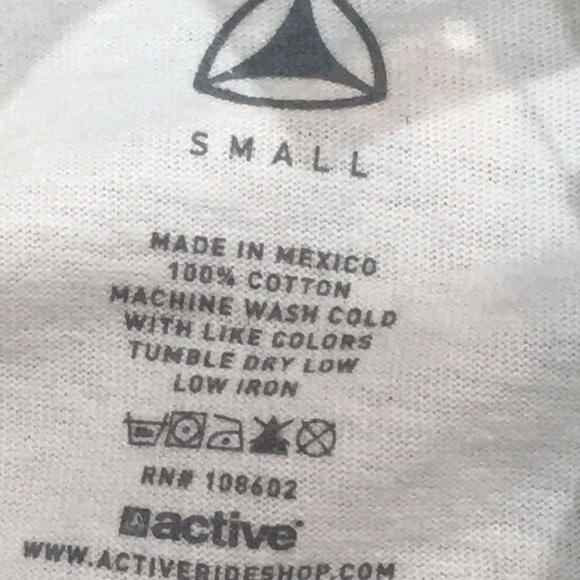 SMALL
MADE IN MEXICO
100% COTTON
MACHINE WASH COLD
WITH LIKE COLORS
TUMBLE DRY LOW
LOW IRON
RN# 108602
active
WWW.ACTIVERIDESHOP.COM